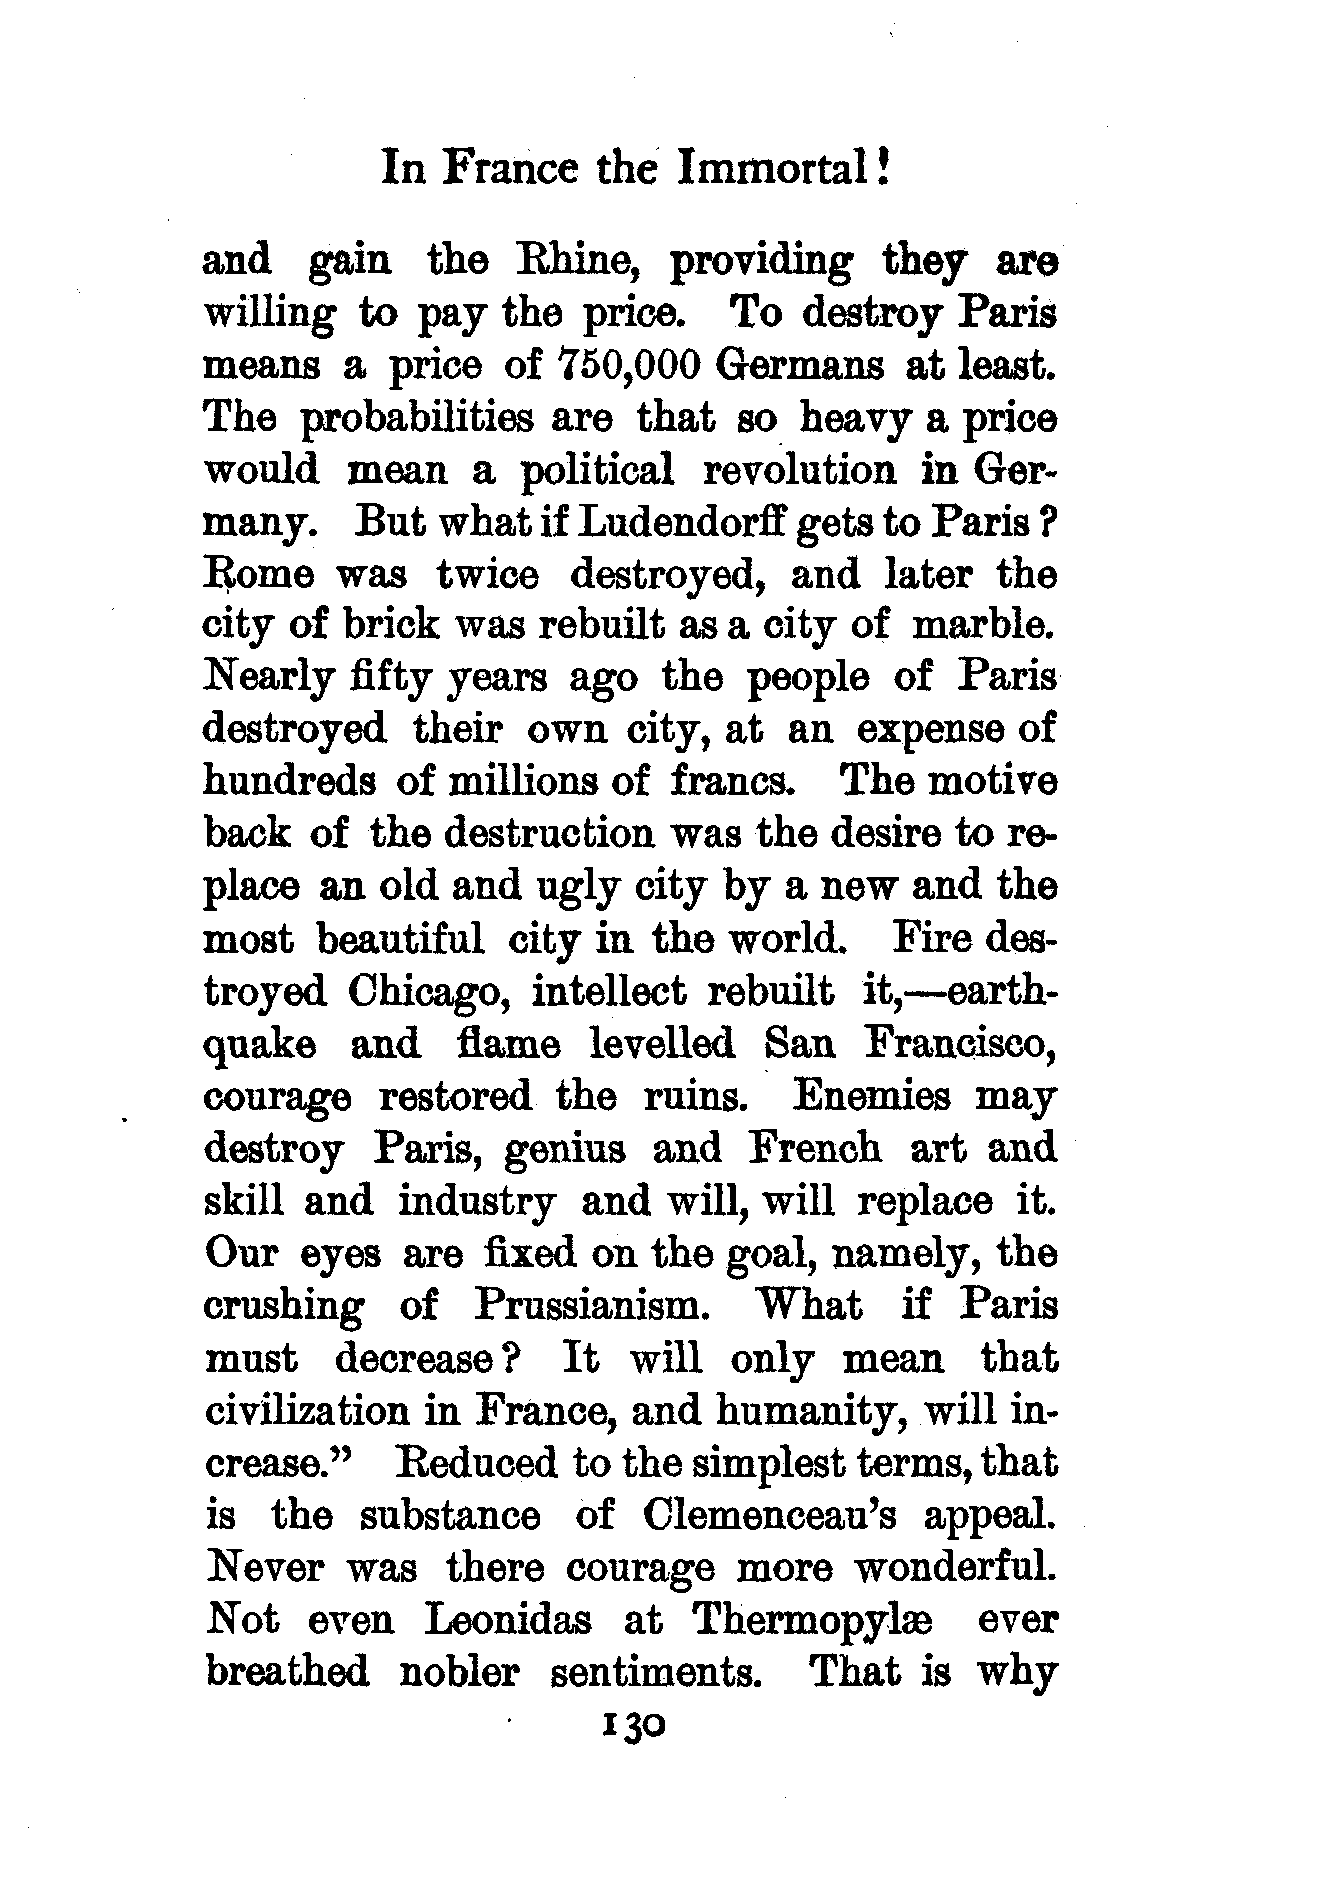 In France the Immortal!
and gain the Rhine, providing they are
willing to pay the price. To destroy Paris
means a price of 750,000 Germans at least.
The probabilities are that so heavy a price
would mean a political revolution in Ger-
many. But what if Ludendorff gets to Paris?
Rome was twice destroyed, and later the
city of brick was rebuilt as a city of marble.
Nearly fifty years ago the people of Paris
destroyed their own city, at an expense of
hundreds of millions of francs. The motive
back of the destruction was the desire to re-
place an old and ugly city by a new and the
most beautiful city in the world. Fire des-
troyed Chicago, intellect rebuilt it,—earth-
quake and flame levelled San Francisco,
courage restored the ruins. Enemies may
destroy Paris, genius and French art and
skill and industry and will, will replace it.
Our eyes are fixed on the goal, namely, the
crushing of Prussianism. What if Paris
must decrease? It will only mean that
civilization in France, and humanity, will in-
crease.” Reduced to the simplest terms, that
is the substance of Clemenceau’s appeal.
Never was there courage more wonderful.
Not even Leonidas at Thermopylæ ever
breathed nobler sentiments. That is why
130